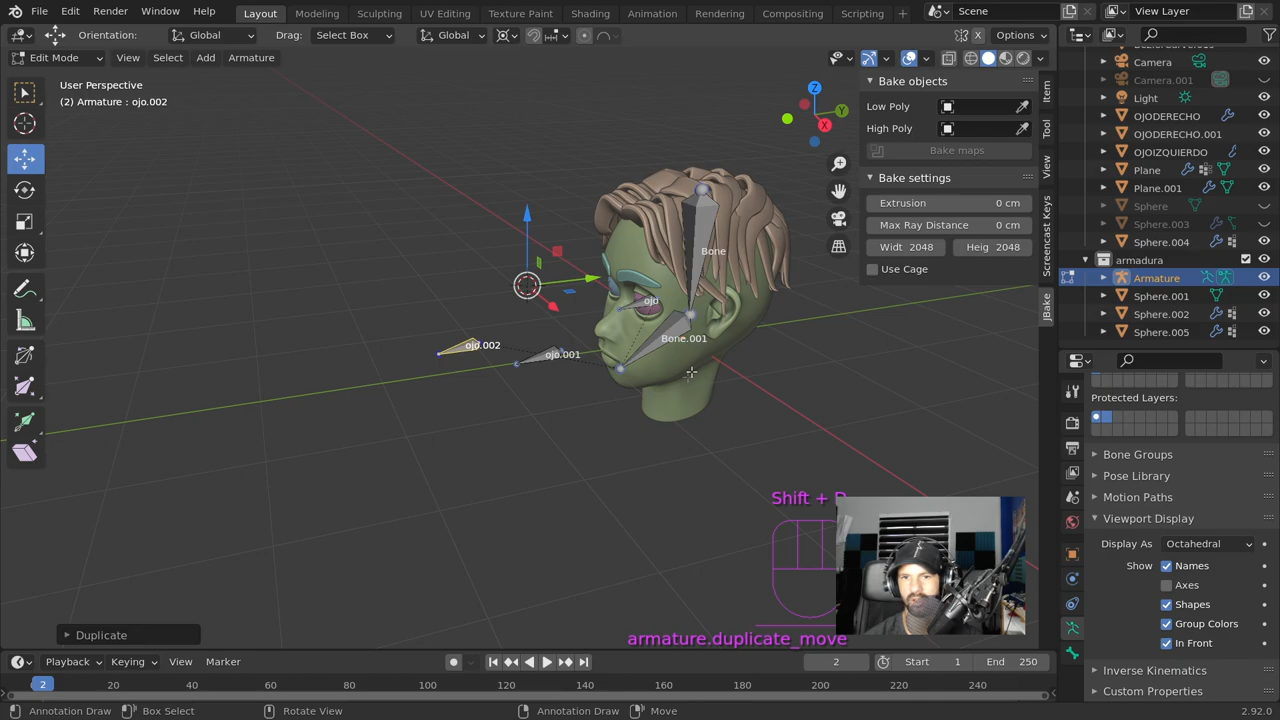 File Edit Render Window Help Layout Modeling Sculpting UV Editing Texture Paint Shading Animation Rendering Compositing Scripting + Scene View Layer
Orientation: Global Drag: Select Box Global Options
Edit Mode View Select Add Armature
User Perspective
(2) Armature : ojo.002
Z
Y
X
Bake objects
Low Poly
High Poly
Bake maps
Bake settings
Extrusion 0 cm
Max Ray Distance 0 cm
Widt 2048 Heig 2048
Use Cage
Item
Tool
View
Screencast Keys
JBake
Bone
ojo
Bone.001
ojo.002
ojo.001
Camera
Camera.001
Light
OJODERECHO
OJODERECHO.001
OJOIZQUIERDO
Plane
Plane.001
Sphere
Sphere.003
Sphere.004
armadura
Armature
Sphere.001
Sphere.002
Sphere.005
Protected Layers:
Bone Groups
Pose Library
Motion Paths
Viewport Display
Display As Octahedral
Show Names
Axes
Shapes
Group Colors
In Front
Inverse Kinematics
Custom Properties
Shift +
armature.duplicate_move
Duplicate
Playback Keying View Marker 2 Start 1 End 250
2 20 40 60 80 100 120 140 160 180 200 220 240
Annotation Draw Box Select Rotate View Annotation Draw Move 2.92.0